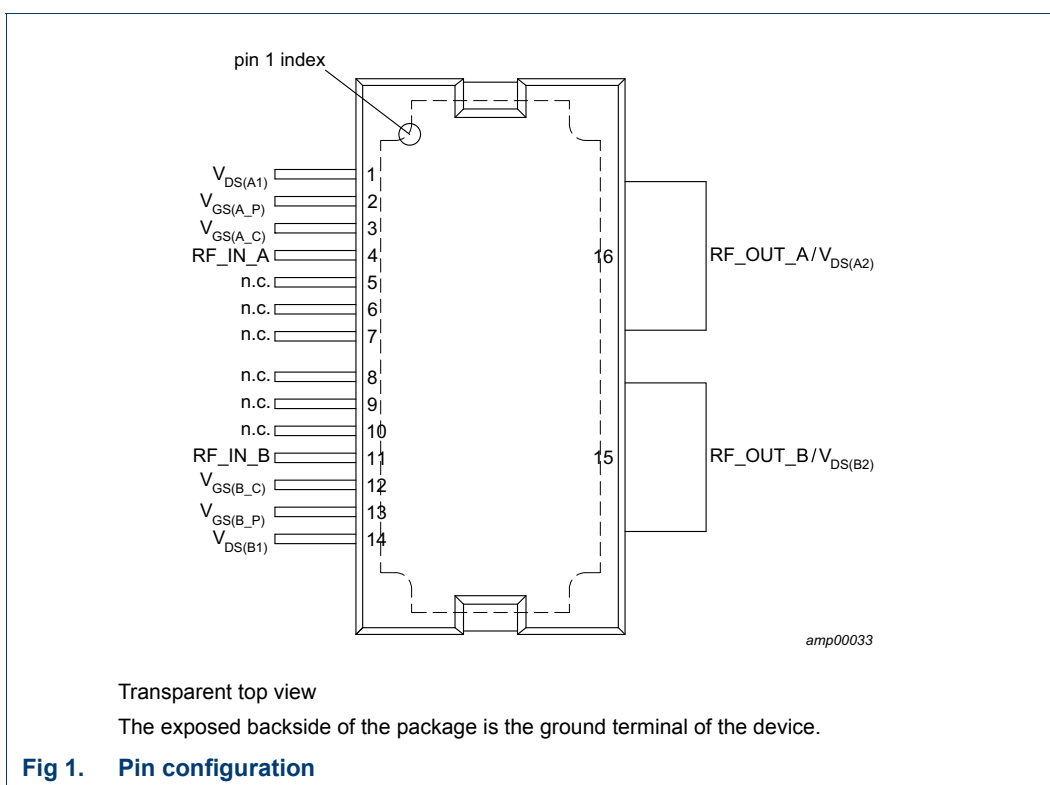 pin 1 index
V_DS(A1) 1
V_GS(A_P) 2
V_GS(A_C) 3
RF_IN_A 4
n.c. 5
n.c. 6
n.c. 7
n.c. 8
n.c. 9
n.c. 10
RF_IN_B 11
V_GS(B_C) 12
V_GS(B_P) 13
V_DS(B1) 14
16 RF_OUT_A/V_DS(A2)
15 RF_OUT_B/V_DS(B2)
amp00033
Transparent top view
The exposed backside of the package is the ground terminal of the device.
Fig 1. Pin configuration